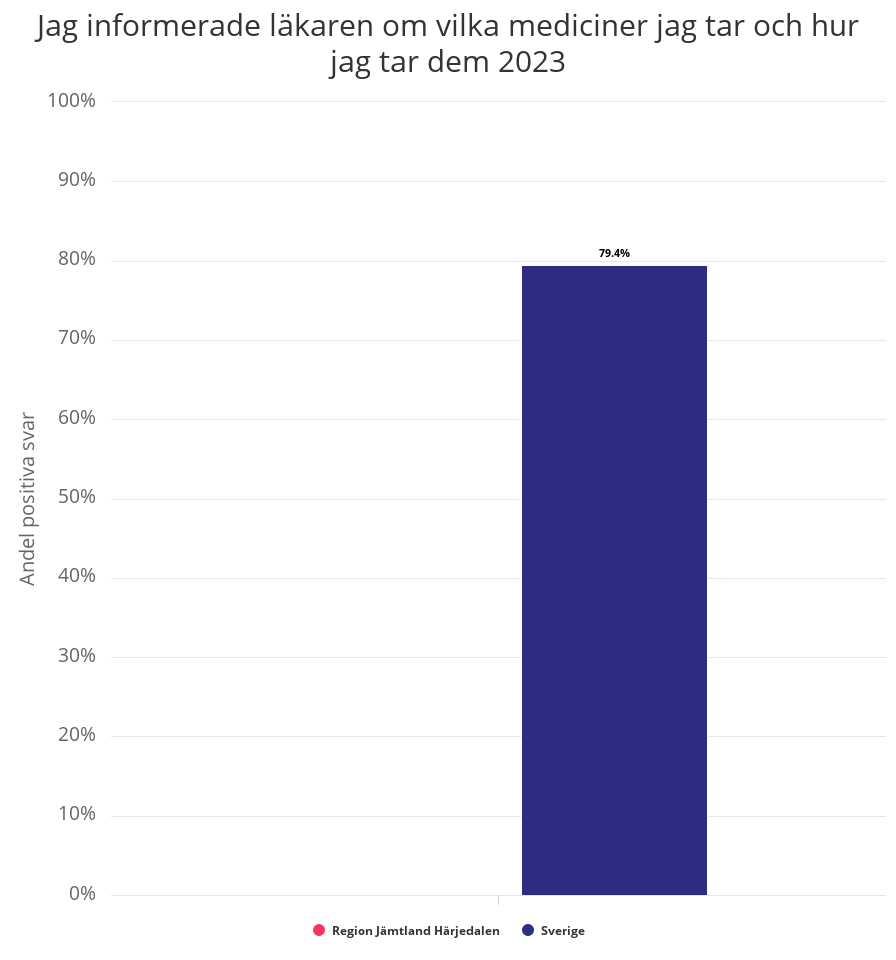 Jag informerade läkaren om vilka mediciner jag tar och hur
jag tar dem 2023
100%
90%
80%
70%
60%
50%
40%
30%
20%
10%
0%
Andel positiva svar
79.4%
Region Jämtland Härjedalen
Sverige